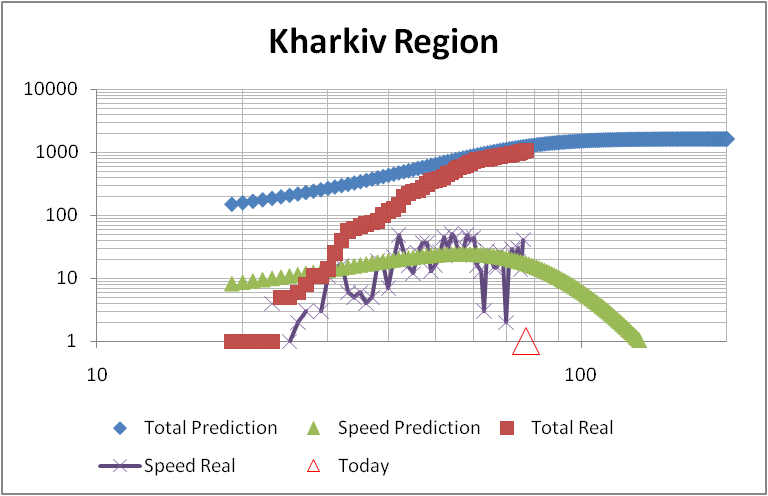 Kharkiv Region
10000
1000
100
10
1
10 100
Total Prediction Speed Prediction Total Real
Speed Real Today